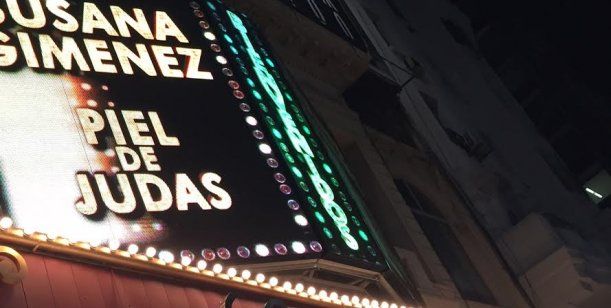 SUSANA
GIMENEZ
PIEL
DE
JUDAS